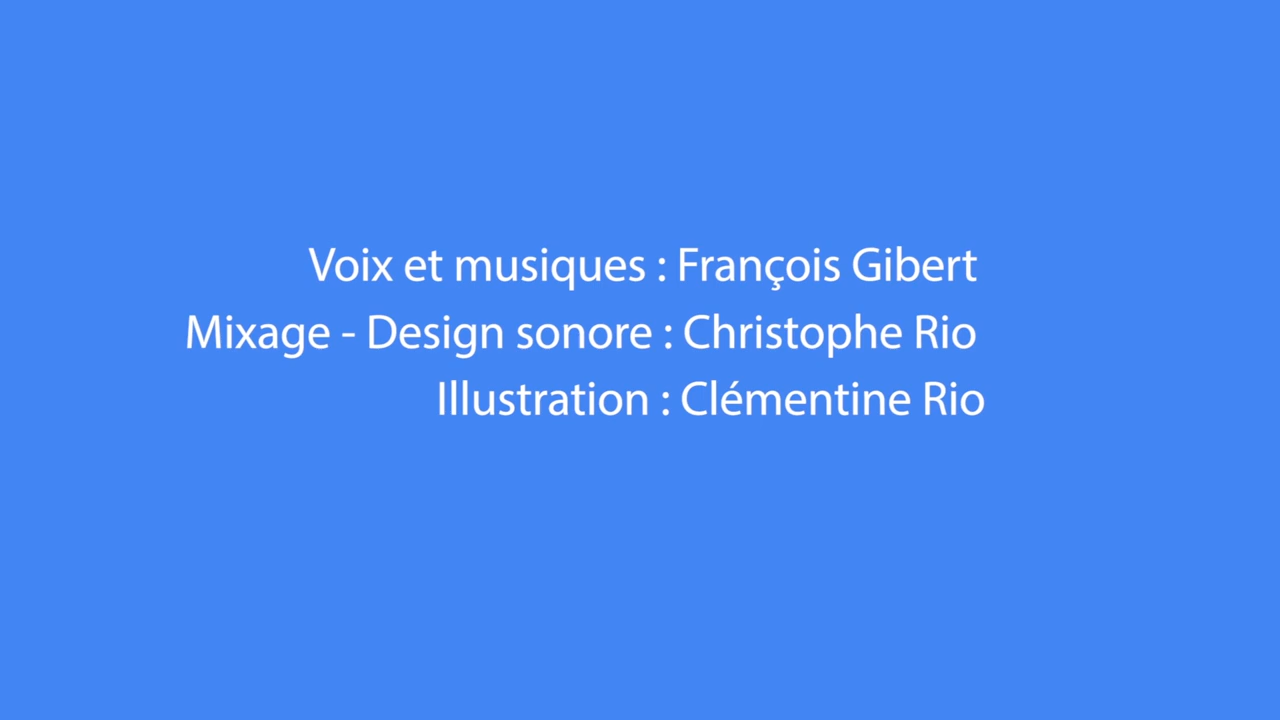 Voix et musiques : François Gibert
Mixage - Design sonore : Christophe Rio
Illustration : Clémentine Rio